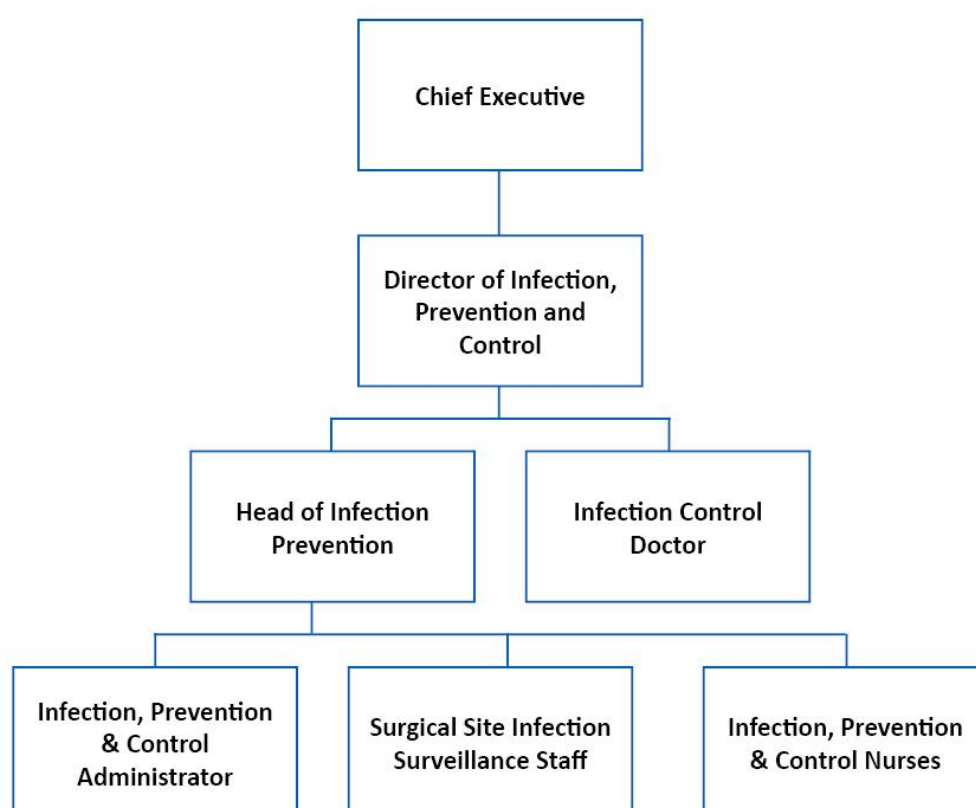 Chief Executive
Director of Infection,
Prevention and
Control
Head of Infection
Prevention
Infection Control
Doctor
Infection, Prevention
& Control
Administrator
Surgical Site Infection
Surveillance Staff
Infection, Prevention
& Control Nurses